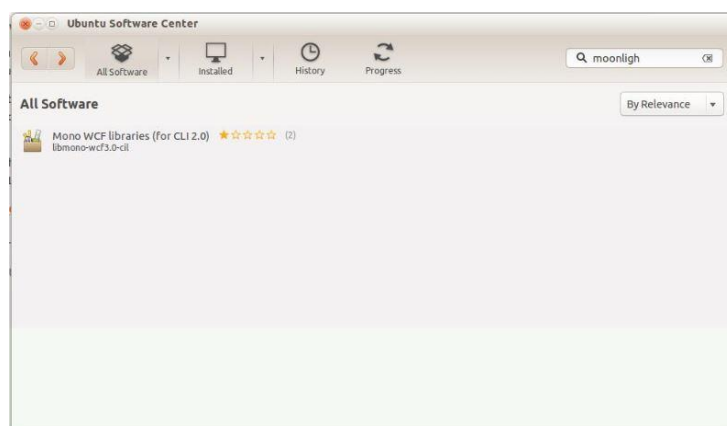 Ubuntu Software Center
All Software
Installed
History
Progress
moonligh
All Software
By Relevance
Mono WCF libraries (for CLI 2.0) (2)
libmono-wcf3.0-cil